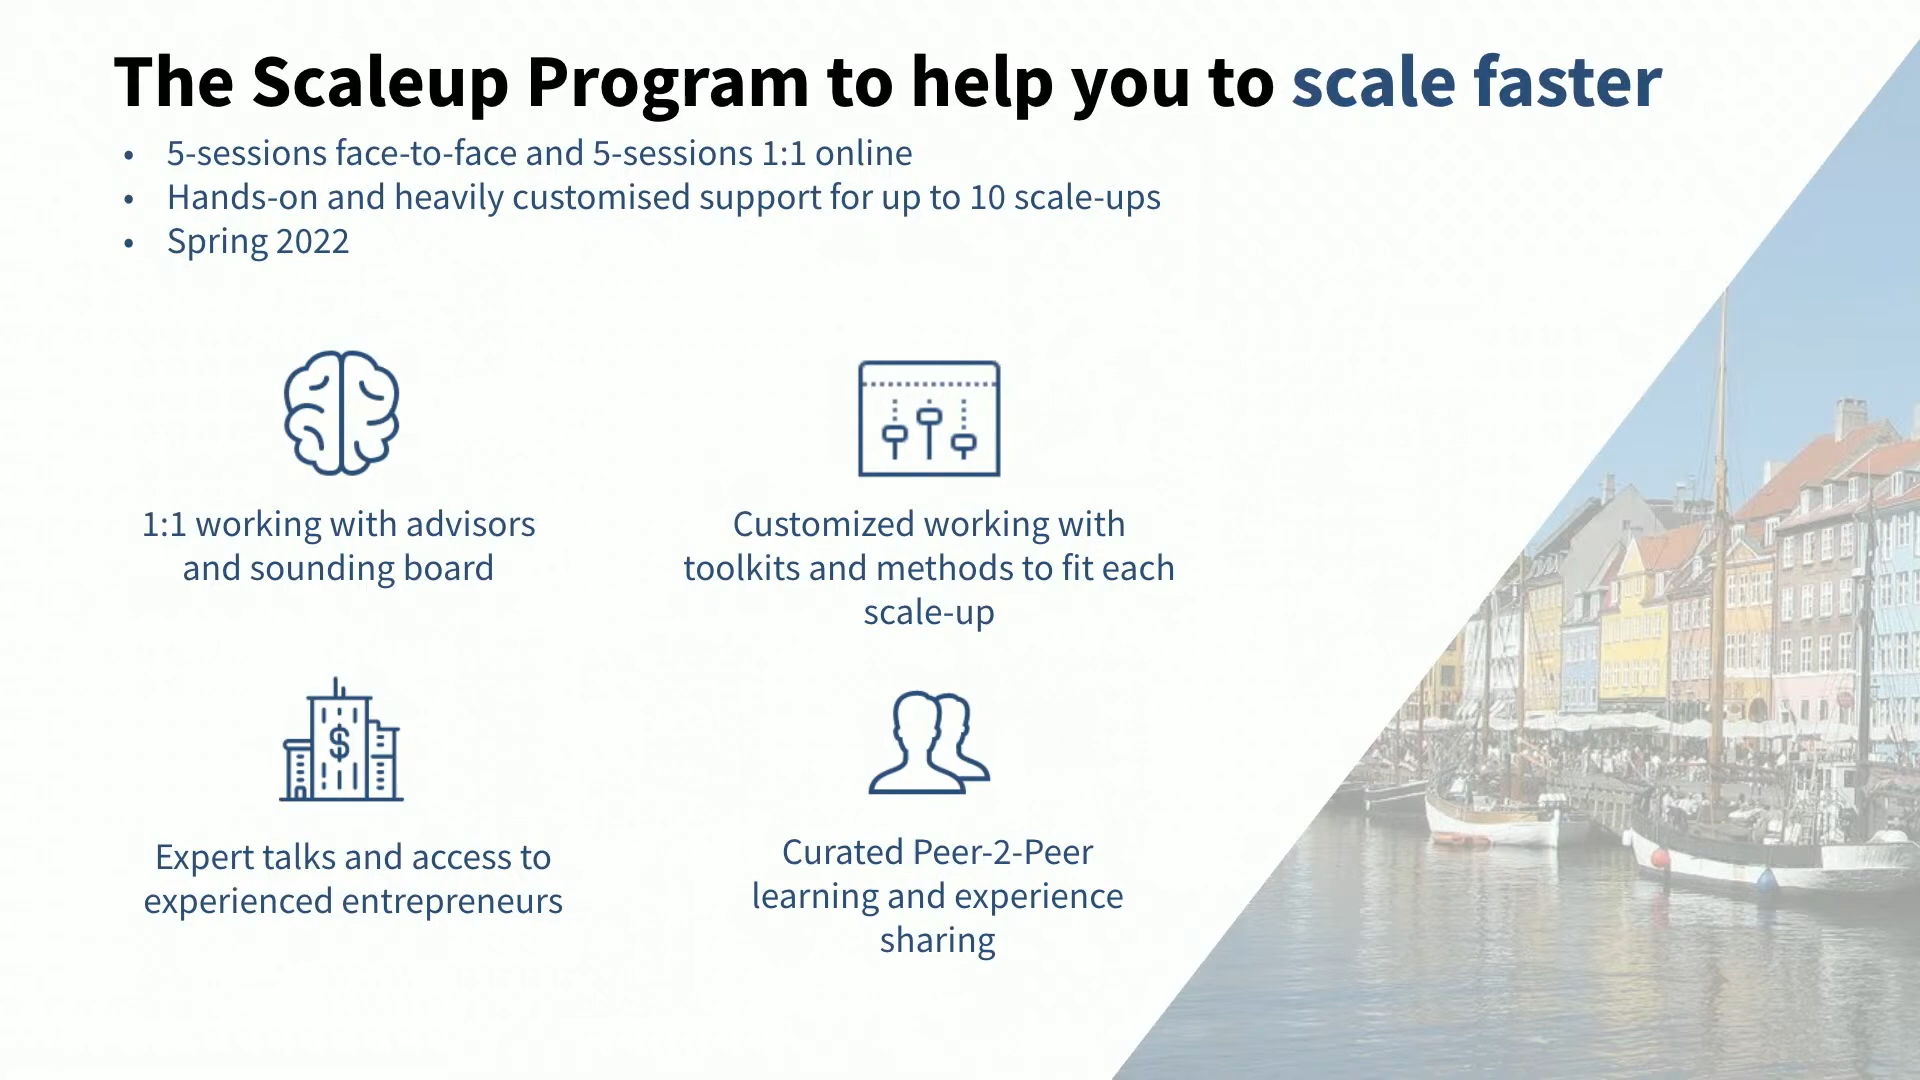 The Scaleup Program to help you to scale faster
• 5-sessions face-to-face and 5-sessions 1:1 online
• Hands-on and heavily customised support for up to 10 scale-ups
• Spring 2022
1:1 working with advisors
and sounding board
Customized working with
toolkits and methods to fit each
scale-up
$
Expert talks and access to
experienced entrepreneurs
Curated Peer-2-Peer
learning and experience
sharing